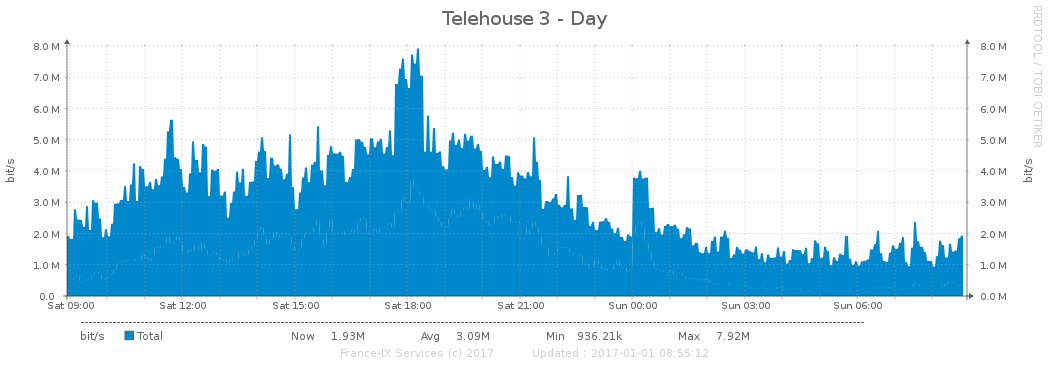 Telehouse 3 - Day
RRDTOOL / TOBI OETIKER
8.0 M 8.0 M
7.0 M 7.0 M
6.0 M 6.0 M
5.0 M 5.0 M
4.0 M 4.0 M
3.0 M 3.0 M
2.0 M 2.0 M
1.0 M 1.0 M
0.0 0.0 M
bit/s bit/s
Sat 09:00 Sat 12:00 Sat 15:00 Sat 18:00 Sat 21:00 Sun 00:00 Sun 03:00 Sun 06:00
bit/s Total Now 1.93M Avg 3.09M Min 936.21k Max 7.92M
France-IX Services (c) 2017 Updated : 2017-01-01 08:55:12